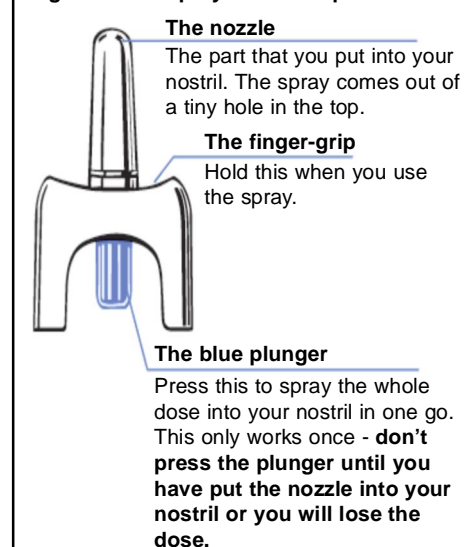 The nozzle
The part that you put into your
nostril. The spray comes out of
a tiny hole in the top.
The finger-grip
Hold this when you use
the spray.
The blue plunger
Press this to spray the whole
dose into your nostril in one go.
This only works once - don't
press the plunger until you
have put the nozzle into your
nostril or you will lose the
dose.